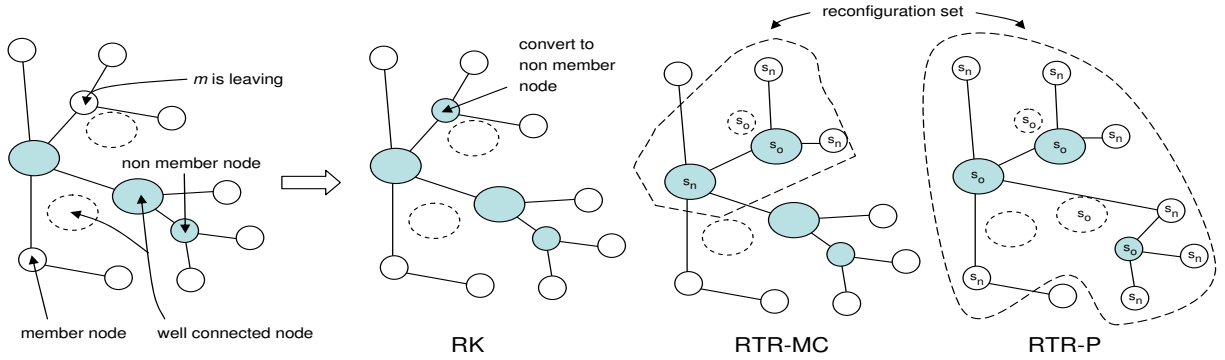 reconfiguration set
m is leaving
convert to
non member
node
non member node
member node
well connected node
s_n
s_o
s_o
s_n
s_n
s_n
s_n
s_o
s_o
s_n
s_o
s_o
s_n
s_o
s_n
s_n
RK
RTR-MC
RTR-P